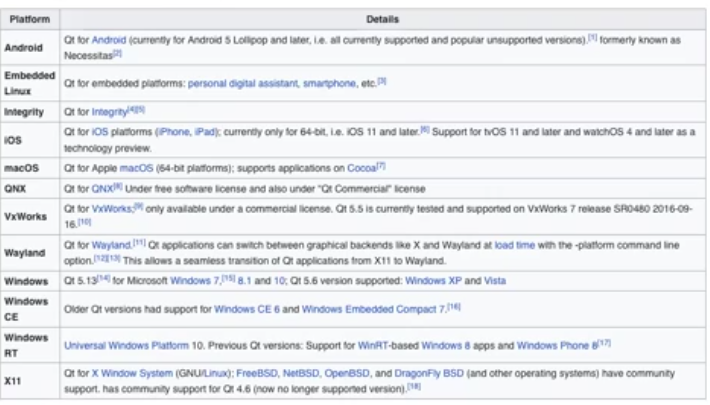 Platform Details
Android
Qt for Android (currently for Android 5 Lollipop and later, i.e. all currently supported and popular unsupported versions).[1] formerly known as
Necessitas[2]
Embedded
Linux
Qt for embedded platforms: personal digital assistant, smartphone, etc.[3]
Integrity
Qt for Integrity[4][5]
iOS
Qt for iOS platforms (iPhone, iPad); currently only for 64-bit, i.e. iOS 11 and later.[6] Support for tvOS 11 and later and watchOS 4 and later as a
technology preview.
macOS
Qt for Apple macOS (64-bit platforms); supports applications on Cocoa[7]
QNX
Qt for QNX[8] Under free software license and also under "Qt Commercial" license
VxWorks
Qt for VxWorks;[9] only available under a commercial license. Qt 5.5 is currently tested and supported on VxWorks 7 release SR0480 2016-09-
16.[10]
Wayland
Qt for Wayland.[11] Qt applications can switch between graphical backends like X and Wayland at load time with the -platform command line
option.[12][13] This allows a seamless transition of Qt applications from X11 to Wayland.
Windows
Qt 5.13[14] for Microsoft Windows 7,[15] 8.1 and 10; Qt 5.6 version supported: Windows XP and Vista
Windows
CE
Older Qt versions had support for Windows CE 6 and Windows Embedded Compact 7.[16]
Windows
RT
Universal Windows Platform 10. Previous Qt versions: Support for WinRT-based Windows 8 apps and Windows Phone 8[17]
X11
Qt for X Window System (GNU/Linux); FreeBSD, NetBSD, OpenBSD, and DragonFly BSD (and other operating systems) have community
support. has community support for Qt 4.6 (now no longer supported version).[18]